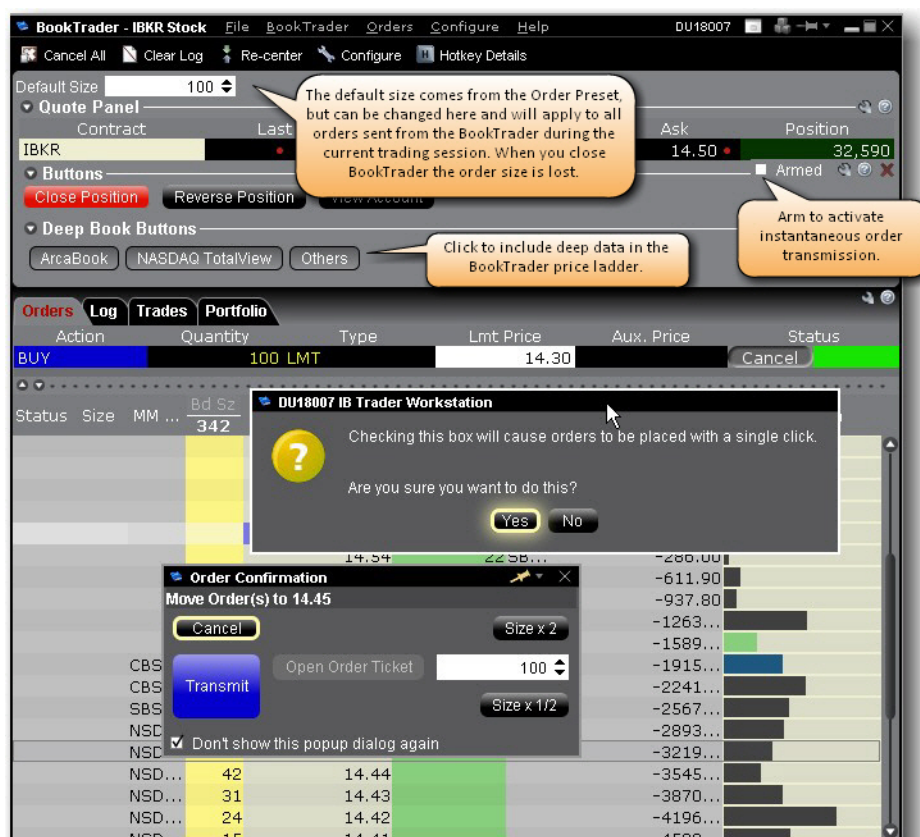 BookTrader - IBKR Stock File BookTrader Orders Configure Help DU18007
Cancel All Clear Log Re-center Configure Hotkey Details
Default Size 100
The default size comes from the Order Preset,
but can be changed here and will apply to all
orders sent from the BookTrader during the
current trading session. When you close
BookTrader the order size is lost.
Quote Panel
Contract Last Ask Position
IBKR 14.50 32,590
Buttons Armed
Close Position Reverse Position View Account
Arm to activate
instantaneous order
transmission.
Deep Book Buttons
ArcaBook NASDAQ TotalView Others
Click to include deep data in the
BookTrader price ladder.
Orders Log Trades Portfolio
Action Quantity Type Lmt Price Aux. Price Status
BUY 100 LMT 14.30 Cancel
Status Size MM ... Bd Sz
342
DU18007 IB Trader Workstation
Checking this box will cause orders to be placed with a single click.
Are you sure you want to do this?
Yes No
14.54 22 SB... -286.00
Order Confirmation
Move Order(s) to 14.45
Cancel Size x 2
Transmit Open Order Ticket 100
Size x 1/2
Don't show this popup dialog again
-611.90
-937.80
-1263...
-1589...
CBS -1915...
CBS -2241...
SBS -2567...
NSD -2893...
NSD -3219...
NSD... 42 14.44 -3545...
NSD... 31 14.43 -3870...
NSD... 24 14.42 -4196...